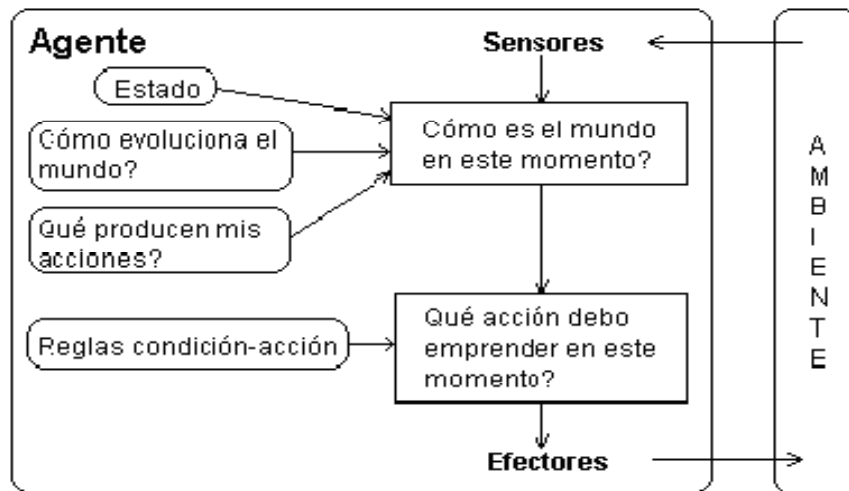 Agente
Sensores
Estado
Cómo evoluciona el
mundo?
Qué producen mis
acciones?
Reglas condición-acción
Cómo es el mundo
en este momento?
Qué acción debo
emprender en este
momento?
Efectores
A
M
B
I
E
N
T
E